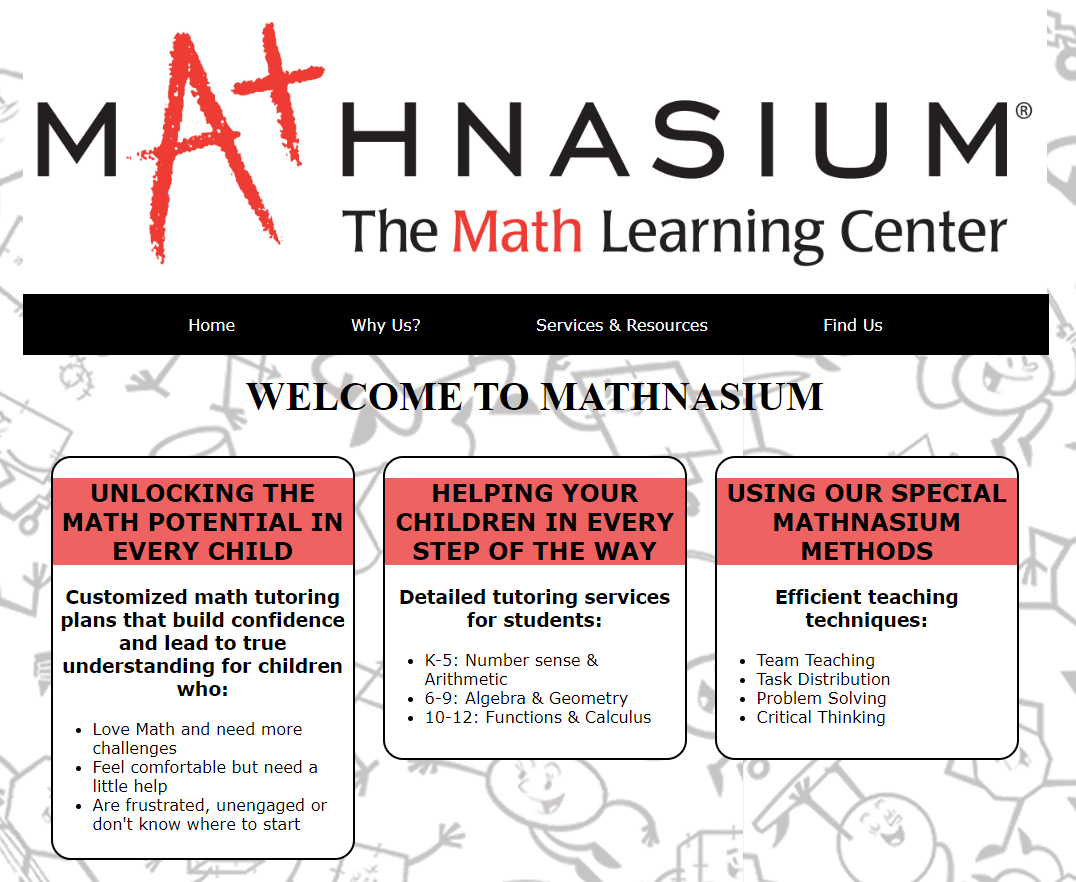 MA+HNASIUM®
The Math Learning Center
Home Why Us? Services & Resources Find Us
WELCOME TO MATHNASIUM
UNLOCKING THE
MATH POTENTIAL IN
EVERY CHILD
Customized math tutoring
plans that build confidence
and lead to true
understanding for children
who:
• Love Math and need more
challenges
• Feel comfortable but need a
little help
• Are frustrated, unengaged or
don't know where to start
HELPING YOUR
CHILDREN IN EVERY
STEP OF THE WAY
Detailed tutoring services
for students:
• K-5: Number sense &
Arithmetic
• 6-9: Algebra & Geometry
• 10-12: Functions & Calculus
USING OUR SPECIAL
MATHNASIUM
METHODS
Efficient teaching
techniques:
• Team Teaching
• Task Distribution
• Problem Solving
• Critical Thinking